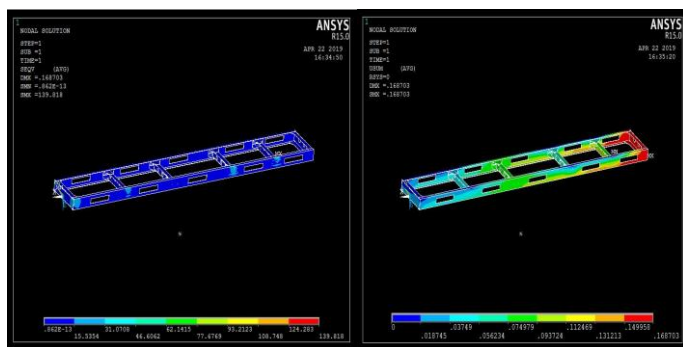 1
NODAL SOLUTION
STEP=1
SUB =1
TIME=1
SEQV (AVG)
DMX =.168703
SMN =.862E-13
SMX =139.818
ANSYS
R15.0
APR 22 2019
16:34:50
MX
.862E-13 31.0708 62.1415 93.2123 124.283
15.5354 46.6062 77.6769 108.748 139.818
1
NODAL SOLUTION
STEP=1
SUB =1
TIME=1
USUM (AVG)
RSYS=0
DMX =.168703
SMX =.168703
ANSYS
R15.0
APR 22 2019
16:35:20
MX
0 .03749 .074979 .112469 .149958
.018745 .056234 .093724 .131213 .168703